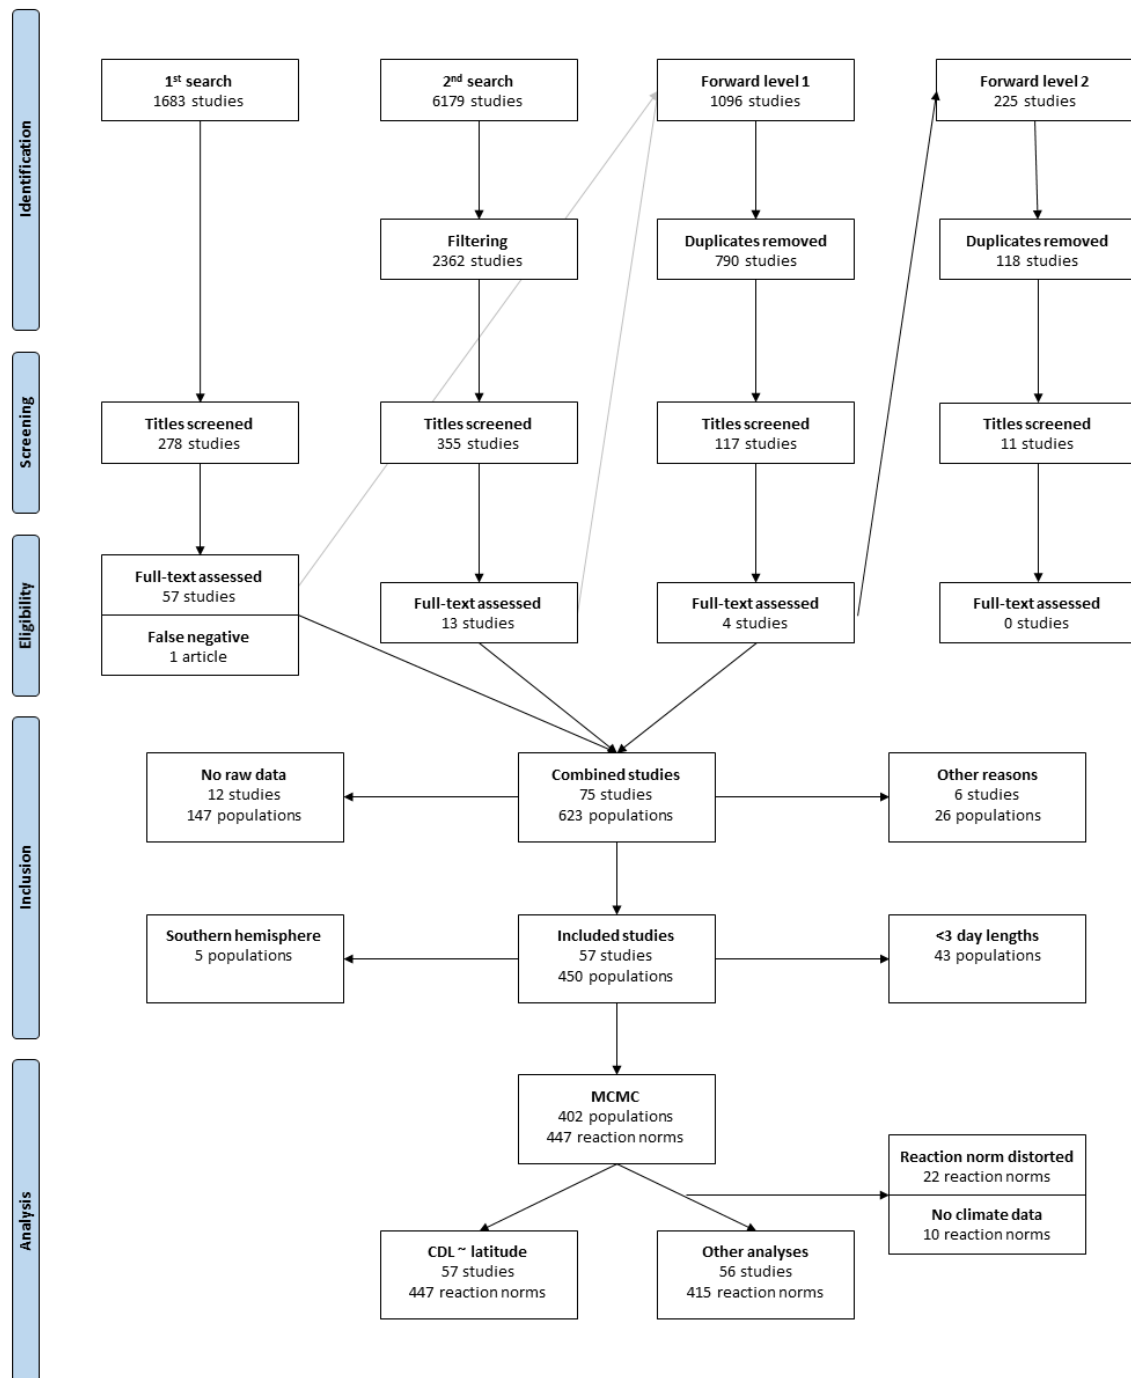 Identification
1st search
1683 studies
2nd search
6179 studies
Forward level 1
1096 studies
Forward level 2
225 studies
Filtering
2362 studies
Duplicates removed
790 studies
Duplicates removed
118 studies
Screening
Titles screened
278 studies
Titles screened
355 studies
Titles screened
117 studies
Titles screened
11 studies
Eligibility
Full-text assessed
57 studies
False negative
1 article
Full-text assessed
13 studies
Full-text assessed
4 studies
Full-text assessed
0 studies
Inclusion
No raw data
12 studies
147 populations
Combined studies
75 studies
623 populations
Other reasons
6 studies
26 populations
Southern hemisphere
5 populations
Included studies
57 studies
450 populations
<3 day lengths
43 populations
Analysis
MCMC
402 populations
447 reaction norms
Reaction norm distorted
22 reaction norms
No climate data
10 reaction norms
CDL ~ latitude
57 studies
447 reaction norms
Other analyses
56 studies
415 reaction norms